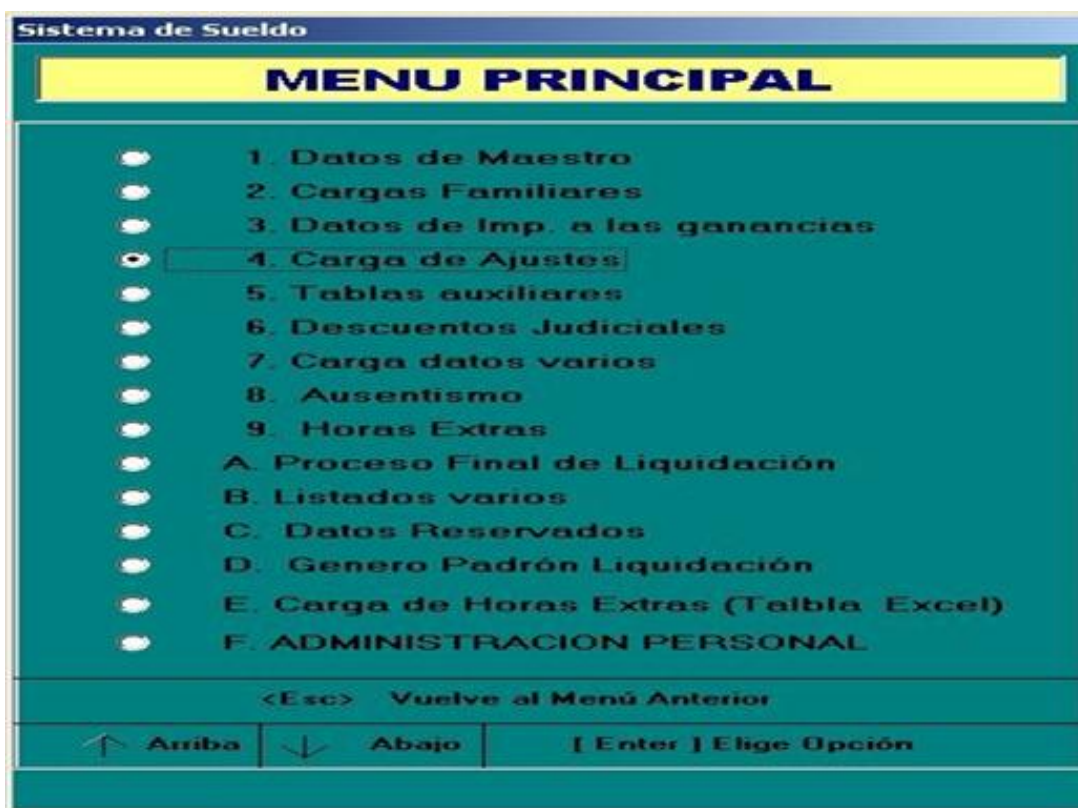 Sistema de Sueldo
MENU PRINCIPAL
1. Datos de Maestro
2. Cargas Familiares
3. Datos de Imp. a las ganancias
4. Carga de Ajustes
5. Tablas auxiliares
6. Descuentos Judiciales
7. Carga datos varios
8. Ausentismo
9. Horas Extras
A. Proceso Final de Liquidación
B. Listados varios
C. Datos Reservados
D. Genero Padrón Liquidación
E. Carga de Horas Extras (Talbla Excel)
F. ADMINISTRACION PERSONAL
<Esc> Vuelve al Menú Anterior
Arriba Abajo [ Enter ] Elige Opción